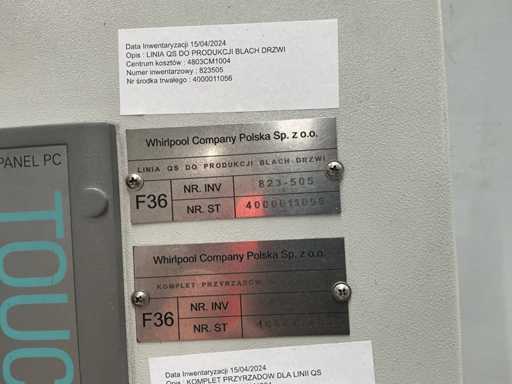 Data Inwentaryzacji 15/04/2024
Opis : LINIA QS DO PRODUKCJI BLACH DRZWI
Centrum kosztów : 4803CM1004
Numer inwentarzowy : 823505
Nr środka trwałego : 4000011056
PANEL PC
TOUC
Whirlpool Company Polska Sp. z o.o.
LINIA QS DO PRODUKCJI BLACH DRZWI
F36
NR. INV
823-505
NR. ST
4000011056
Whirlpool Company Polska Sp. z o.o.
KOMPLET PRZYRZĄDÓW
F36
NR. INV
NR. ST
Data Inwentaryzacji 15/04/2024
Opis : KOMPLET PRZYRZADOW DLA LINII QS